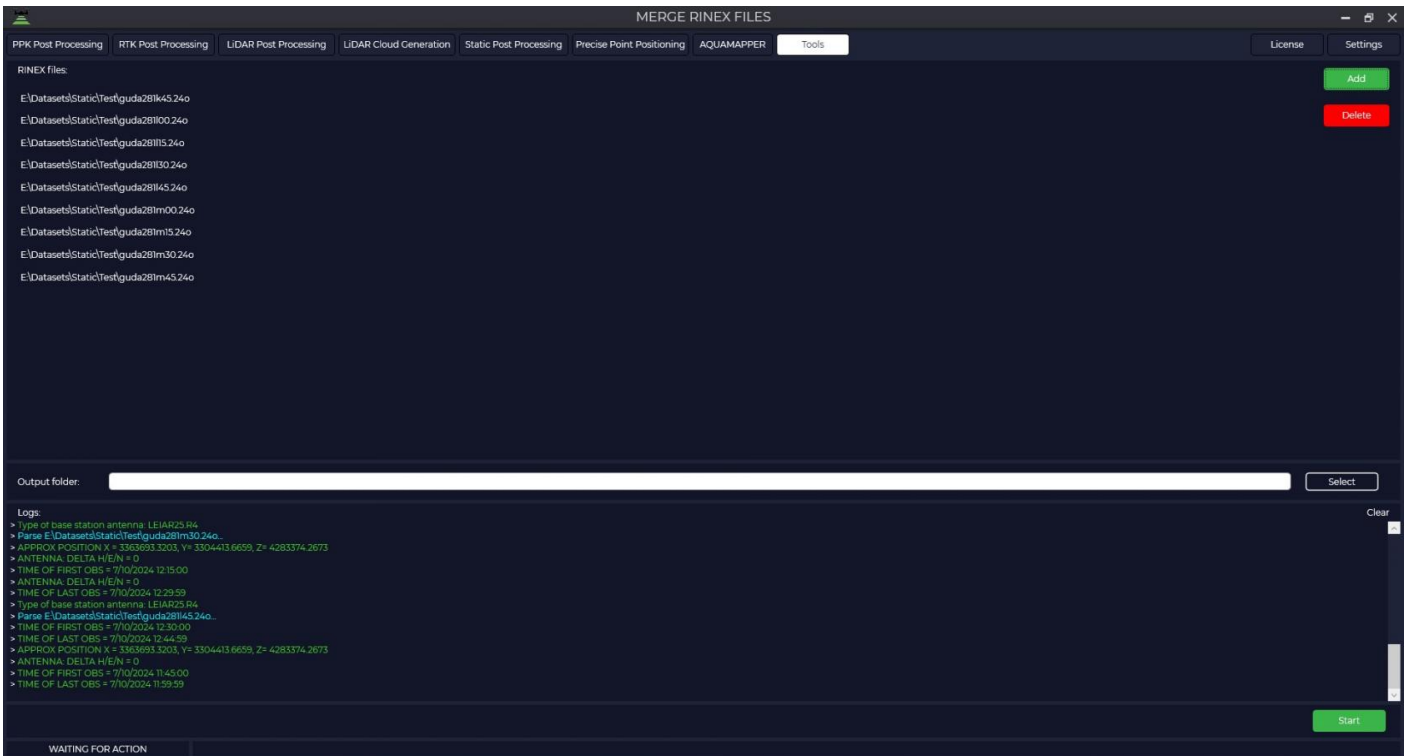 MERGE RINEX FILES
PPK Post Processing RTK Post Processing LiDAR Post Processing LiDAR Cloud Generation Static Post Processing Precise Point Positioning AQUAMAPPER Tools License Settings
RINEX files:
Add
E:\Datasets\Static\Test\guda281k45.24o
E:\Datasets\Static\Test\guda281l00.24o
Delete
E:\Datasets\Static\Test\guda281l15.24o
E:\Datasets\Static\Test\guda281l30.24o
E:\Datasets\Static\Test\guda281l45.24o
E:\Datasets\Static\Test\guda281m00.24o
E:\Datasets\Static\Test\guda281m15.24o
E:\Datasets\Static\Test\guda281m30.24o
E:\Datasets\Static\Test\guda281m45.24o
Output folder: Select
Logs: Clear
> Type of base station antenna: LEIAR25.R4
> Parse E:\Datasets\Static\Test\guda281m30.24o...
> APPROX POSITION X = 3363693.3203, Y= 3304413.6659, Z= 4283374.2673
> ANTENNA: DELTA H/E/N = 0
> TIME OF FIRST OBS = 7/10/2024 12:15:00
> ANTENNA: DELTA H/E/N = 0
> TIME OF LAST OBS = 7/10/2024 12:29:59
> Type of base station antenna: LEIAR25.R4
> Parse E:\Datasets\Static\Test\guda281l45.24o...
> TIME OF FIRST OBS = 7/10/2024 12:30:00
> TIME OF LAST OBS = 7/10/2024 12:44:59
> APPROX POSITION X = 3363693.3203, Y= 3304413.6659, Z= 4283374.2673
> ANTENNA: DELTA H/E/N = 0
> TIME OF FIRST OBS = 7/10/2024 11:45:00
> TIME OF LAST OBS = 7/10/2024 11:59:59
Start
WAITING FOR ACTION